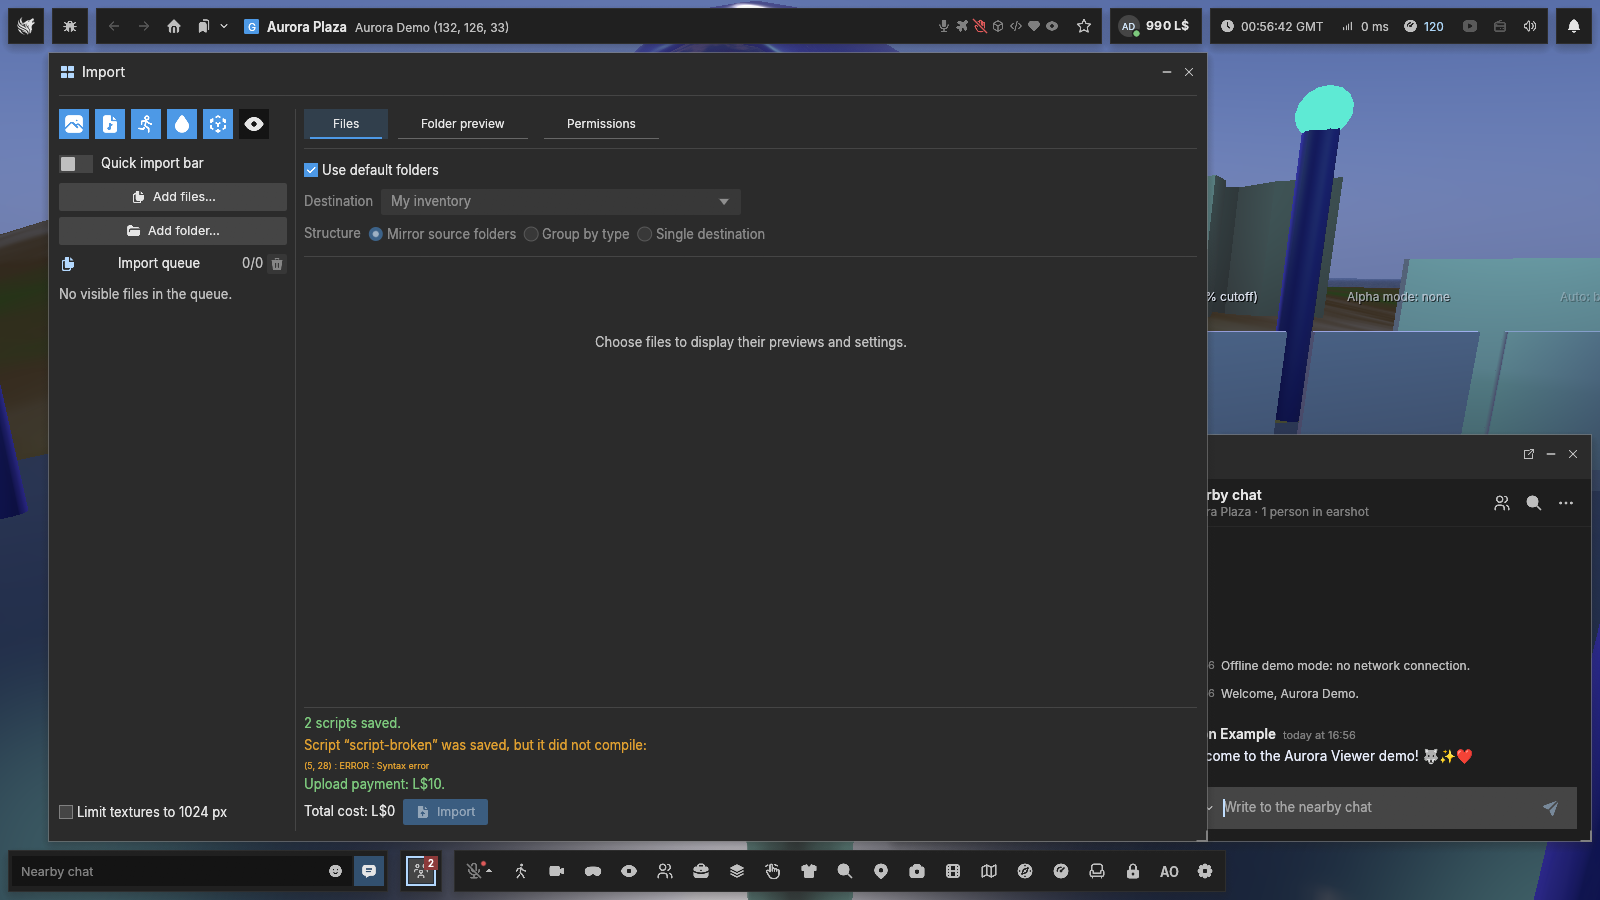 Aurora Plaza Aurora Demo (132, 126, 33)
AD 990 L$
00:56:42 GMT 0 ms 120
Import
Files Folder preview Permissions
Quick import bar
Add files...
Add folder...
Import queue 0/0
No visible files in the queue.
Use default folders
Destination My inventory
Structure Mirror source folders Group by type Single destination
Choose files to display their previews and settings.
% cutoff) Alpha mode: none Auto: b
2 scripts saved.
Script “script-broken” was saved, but it did not compile:
(5, 28) : ERROR : Syntax error
Upload payment: L$10.
Total cost: L$0 Import
Limit textures to 1024 px
rby chat
ra Plaza · 1 person in earshot
6 Offline demo mode: no network connection.
6 Welcome, Aurora Demo.
n Example today at 16:56
come to the Aurora Viewer demo! 🐺✨❤️
Write to the nearby chat
Nearby chat
2
AO